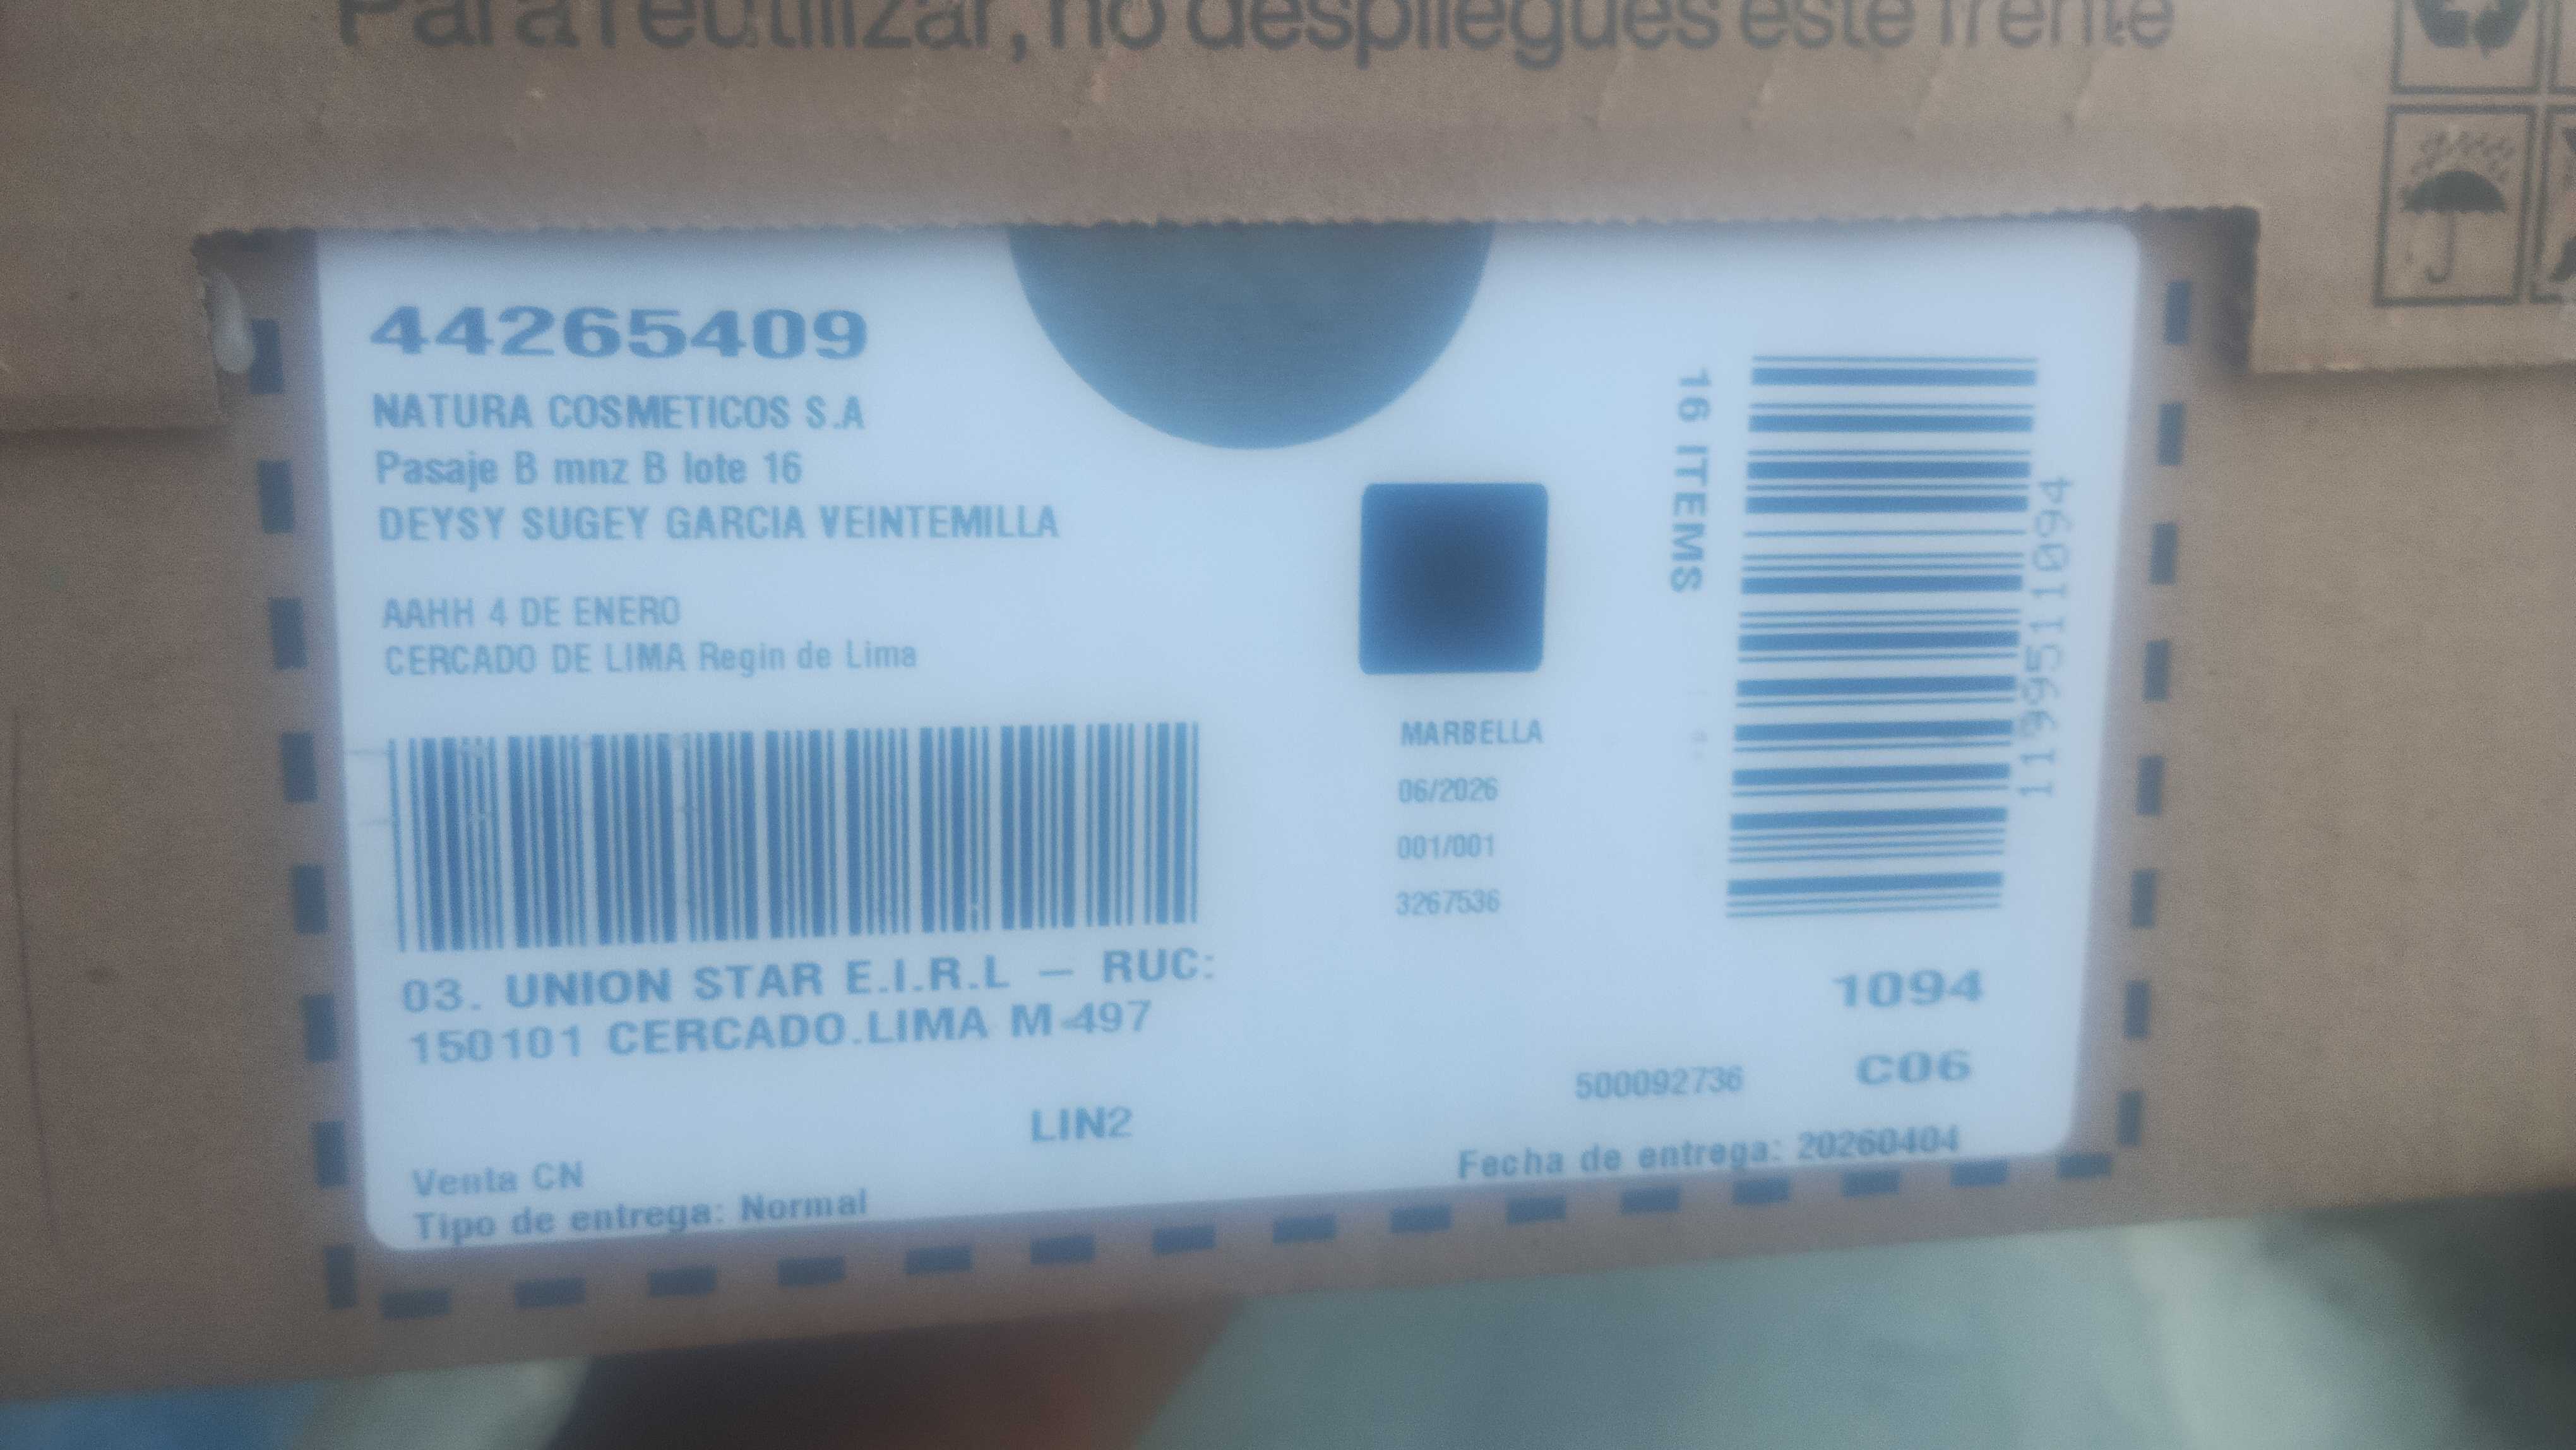 Para reutilizar, no despliegues este frente
44265409
NATURA COSMETICOS S.A
Pasaje B mnz B lote 16
DEYSY SUGEY GARCIA VEINTEMILLA
AAHH 4 DE ENERO
CERCADO DE LIMA Regin de Lima
03. UNION STAR E.I.R.L – RUC:
150101 CERCADO.LIMA M-497
LIN2
Venta CN
Tipo de entrega: Normal
MARBELLA
06/2026
001/001
3267536
16 ITEMS
1199511094
1094
C06
500092736
Fecha de entrega: 20260404